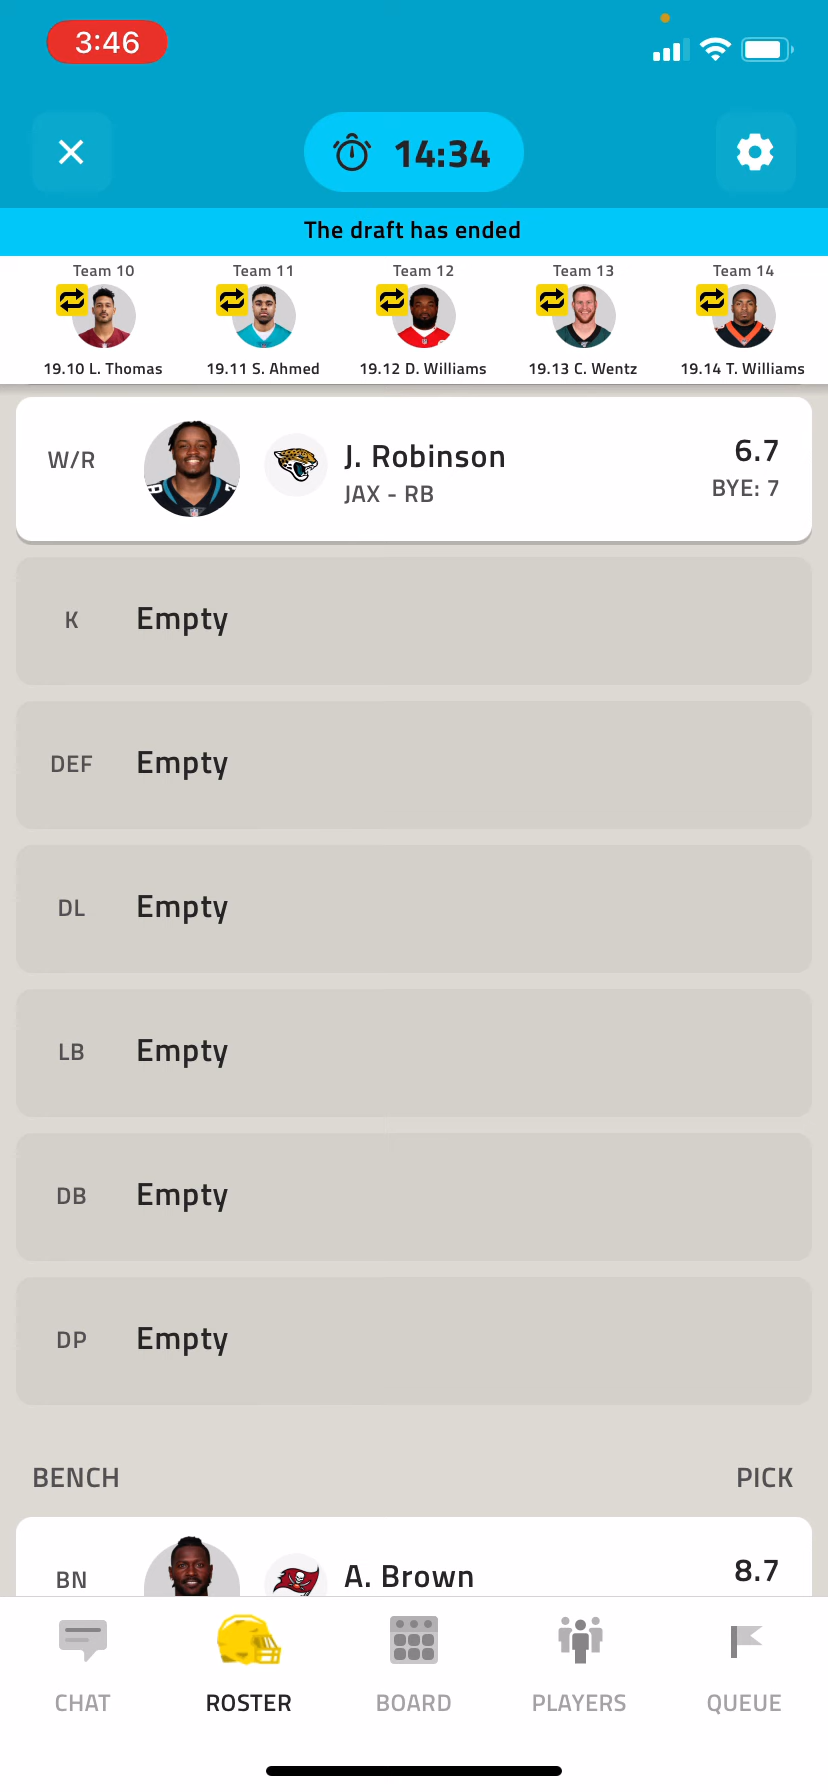 3:46
14:34
The draft has ended
Team 10 Team 11 Team 12 Team 13 Team 14
19.10 L. Thomas 19.11 S. Ahmed 19.12 D. Williams 19.13 C. Wentz 19.14 T. Williams
W/R J. Robinson 6.7
JAX - RB BYE: 7
K Empty
DEF Empty
DL Empty
LB Empty
DB Empty
DP Empty
BENCH PICK
BN A. Brown 8.7
CHAT ROSTER BOARD PLAYERS QUEUE